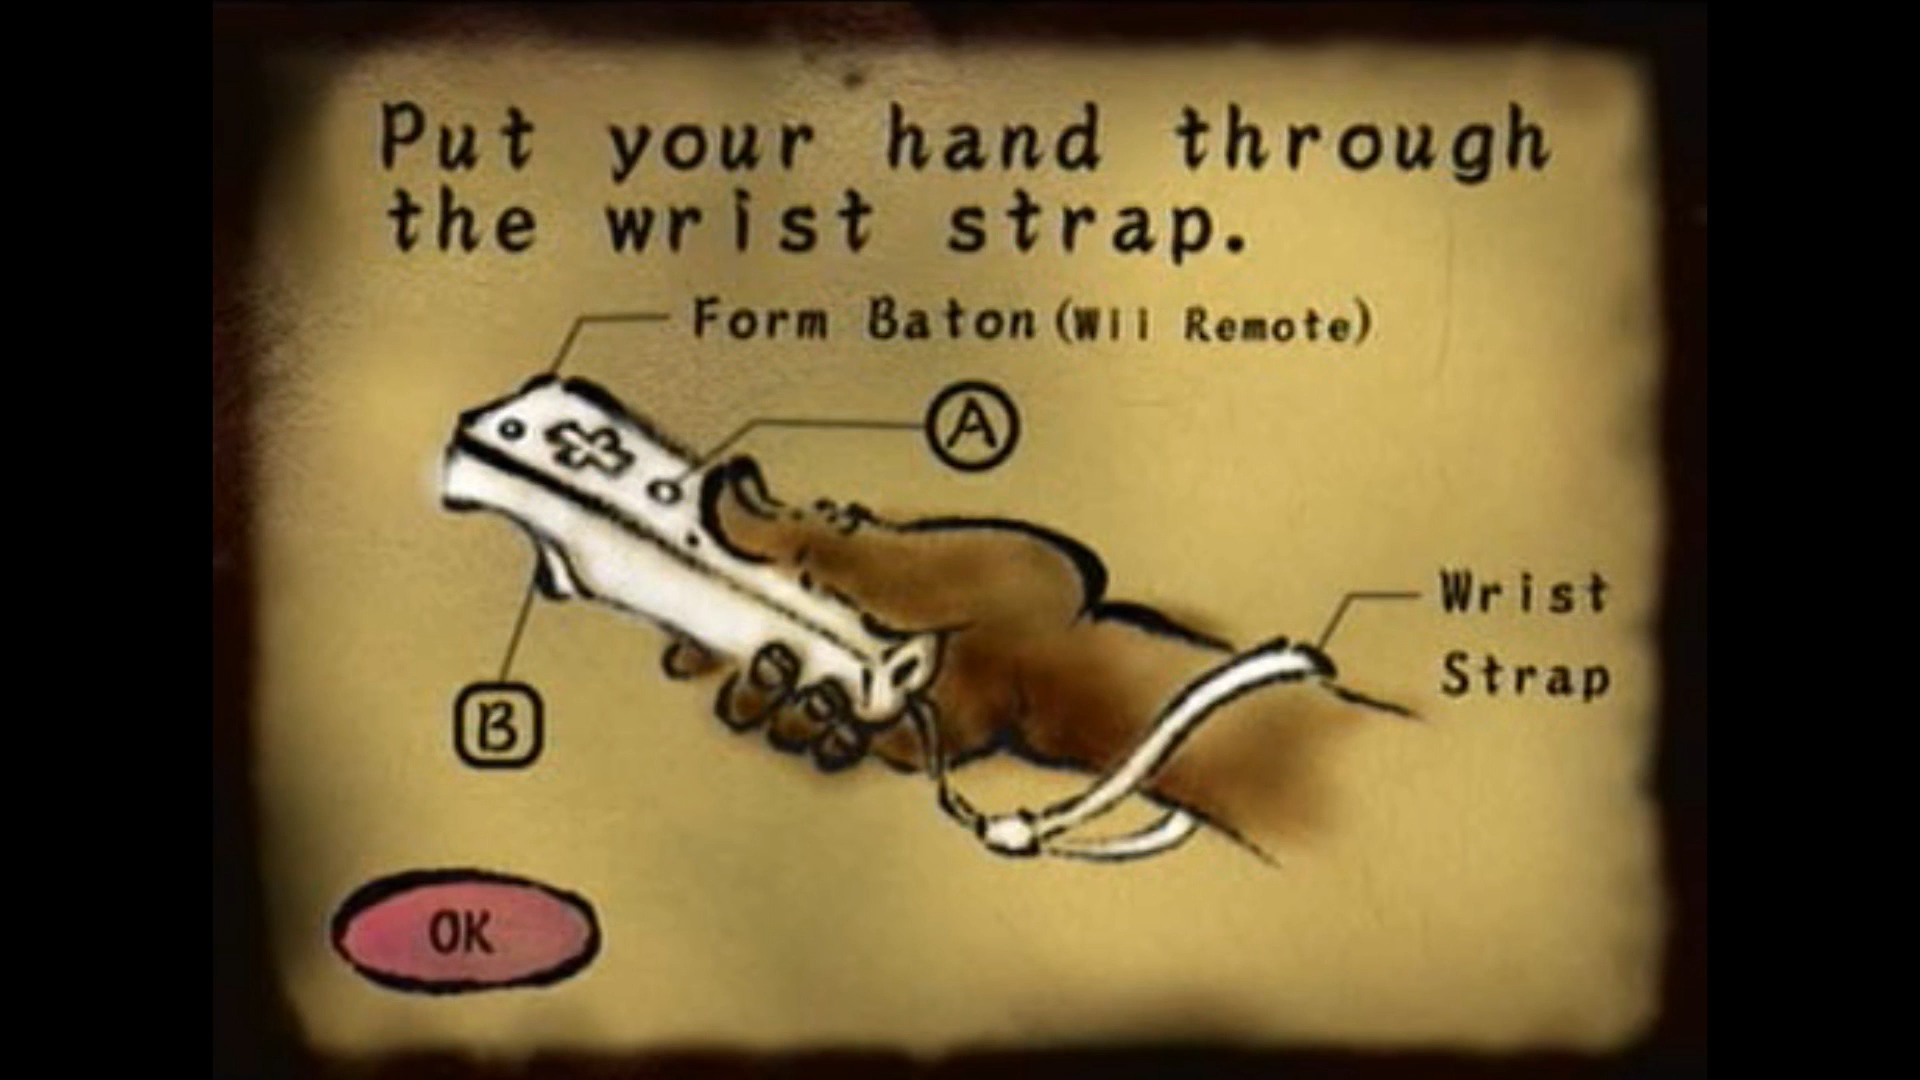 Put your hand through
the wrist strap.
Form Baton (Wii Remote)
A
Wrist
Strap
B
OK